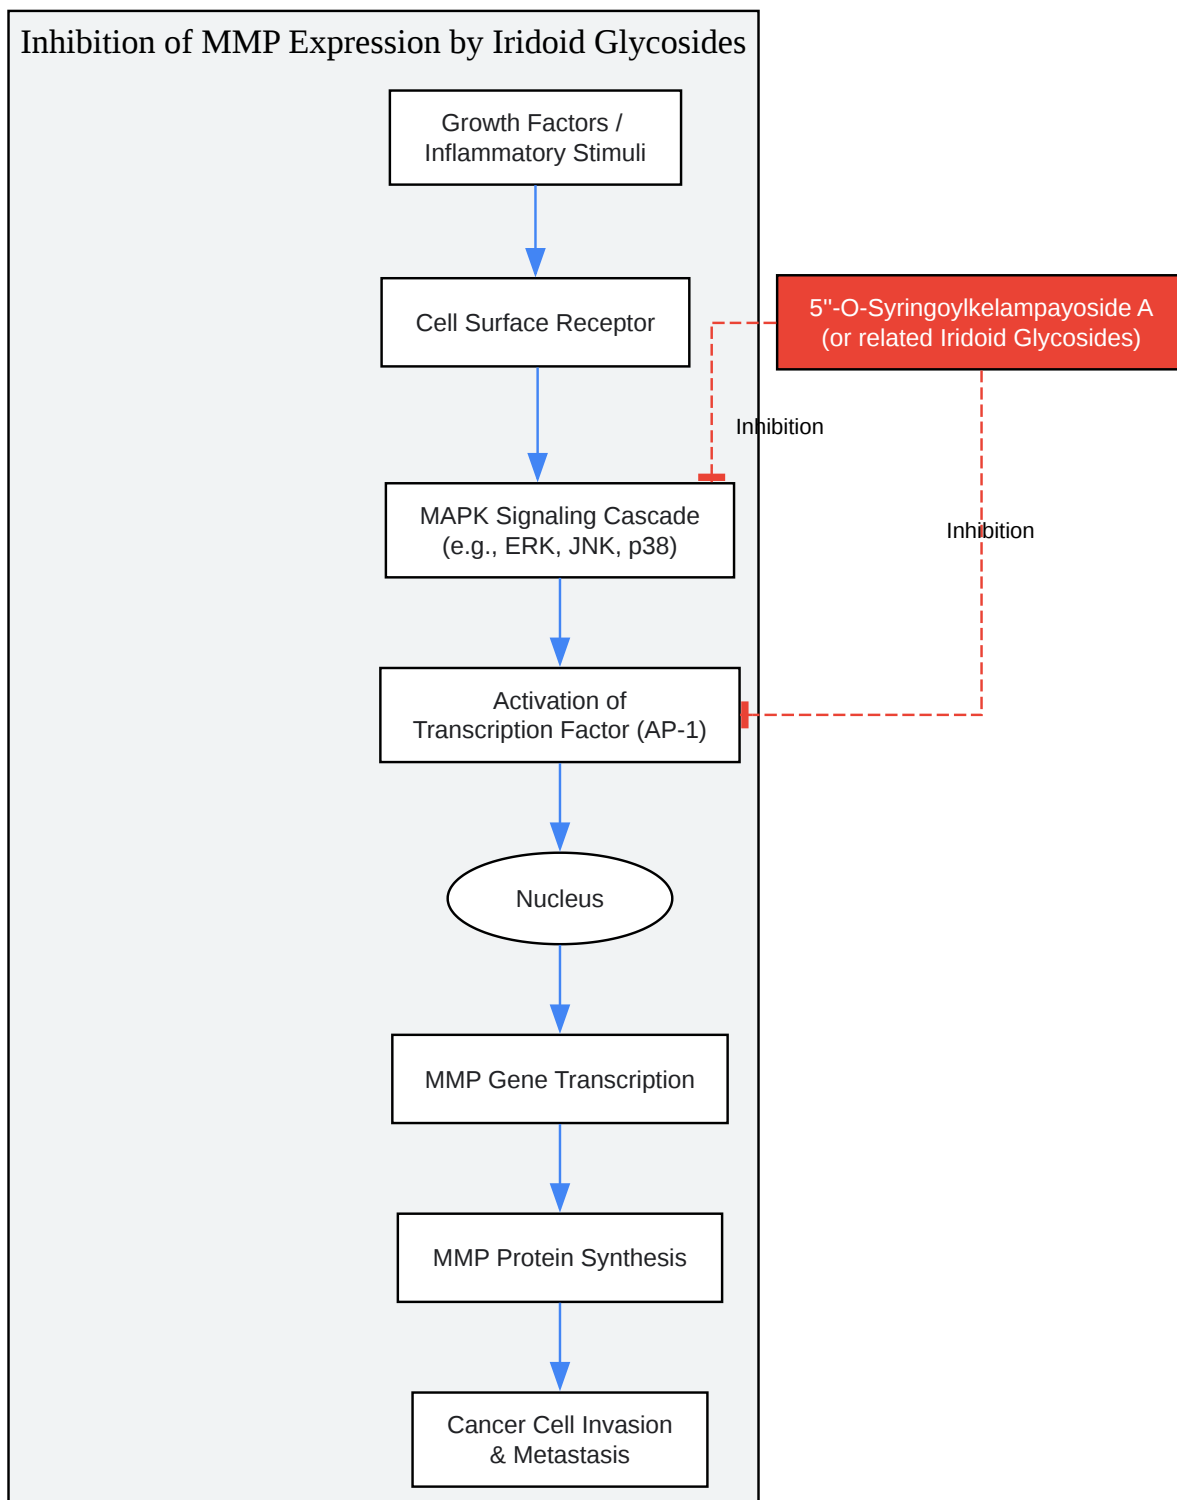 Inhibition of MMP Expression by Iridoid Glycosides
Growth Factors /
Inflammatory Stimuli
Cell Surface Receptor
5''-O-Syringoylkelampayoside A
(or related Iridoid Glycosides)
Inhibition
MAPK Signaling Cascade
(e.g., ERK, JNK, p38)
Inhibition
Activation of
Transcription Factor (AP-1)
Nucleus
MMP Gene Transcription
MMP Protein Synthesis
Cancer Cell Invasion
& Metastasis